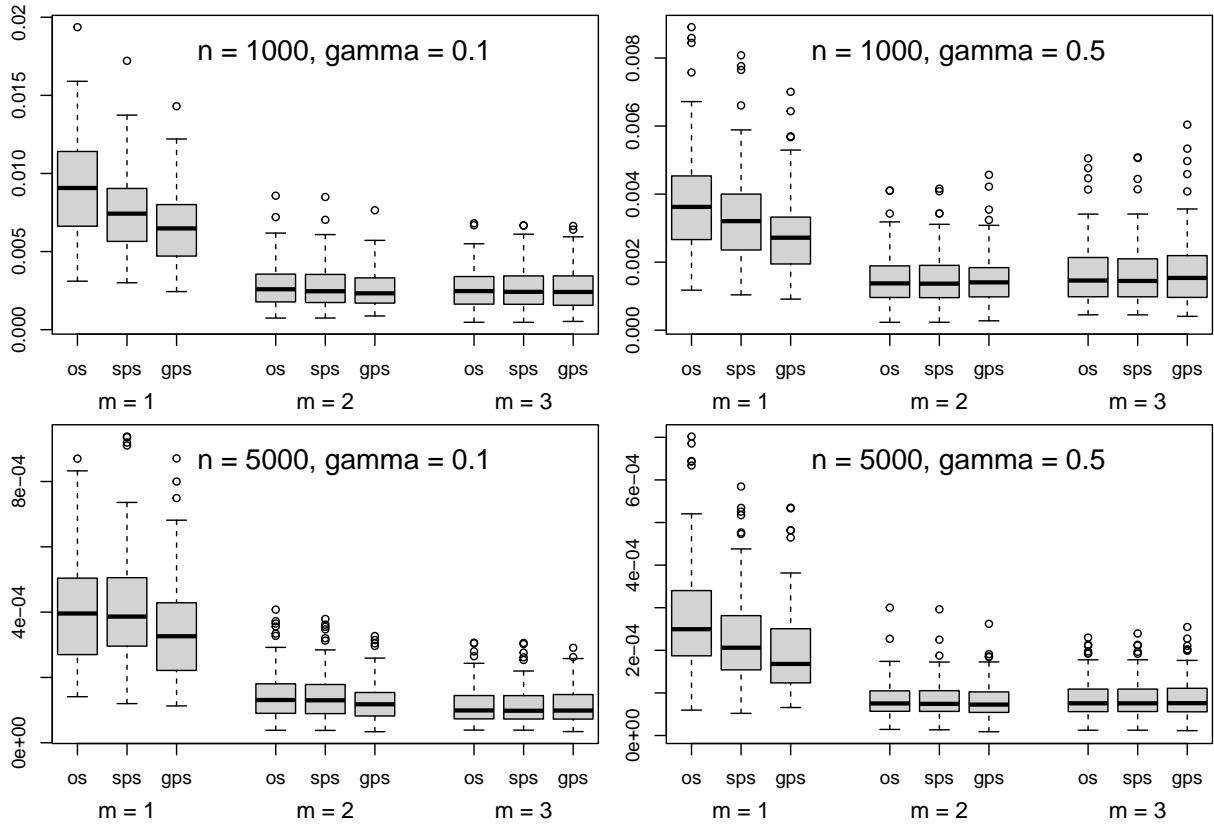 n = 1000, gamma = 0.1
0.02
0.015
0.010
0.005
0.000
os sps gps os sps gps os sps gps
m = 1 m = 2 m = 3
n = 1000, gamma = 0.5
0.008
0.006
0.004
0.002
0.000
os sps gps os sps gps os sps gps
m = 1 m = 2 m = 3
n = 5000, gamma = 0.1
8e−04
4e−04
0e+00
os sps gps os sps gps os sps gps
m = 1 m = 2 m = 3
n = 5000, gamma = 0.5
6e−04
4e−04
2e−04
0e+00
os sps gps os sps gps os sps gps
m = 1 m = 2 m = 3